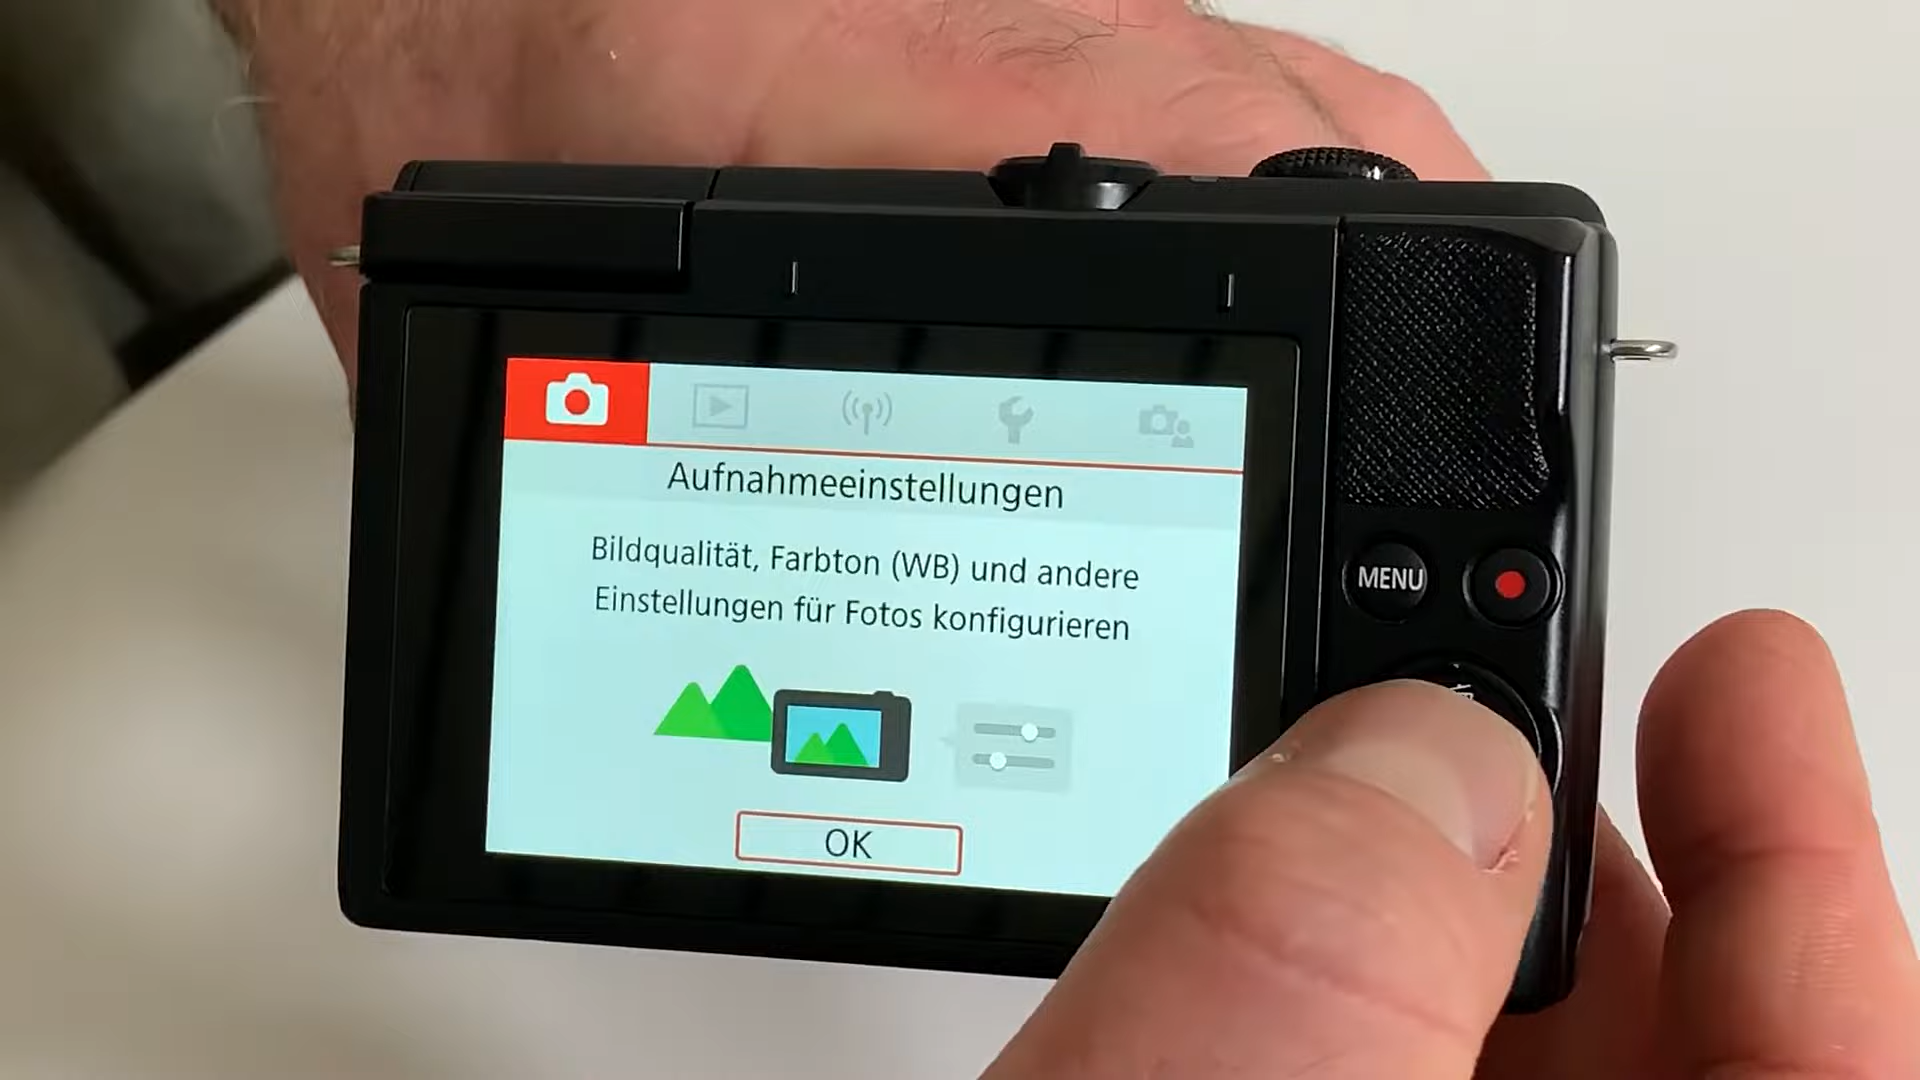 Aufnahmeeinstellungen
Bildqualität, Farbton (WB) und andere
Einstellungen für Fotos konfigurieren
OK
MENU